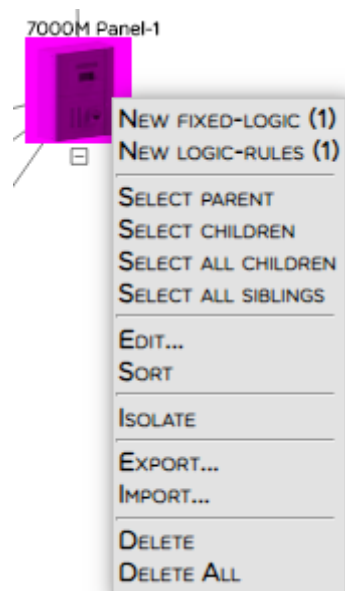 7000M Panel-1
New fixed-logic (1)
New logic-rules (1)
Select parent
Select children
Select all children
Select all siblings
Edit...
Sort
Isolate
Export...
Import...
Delete
Delete All